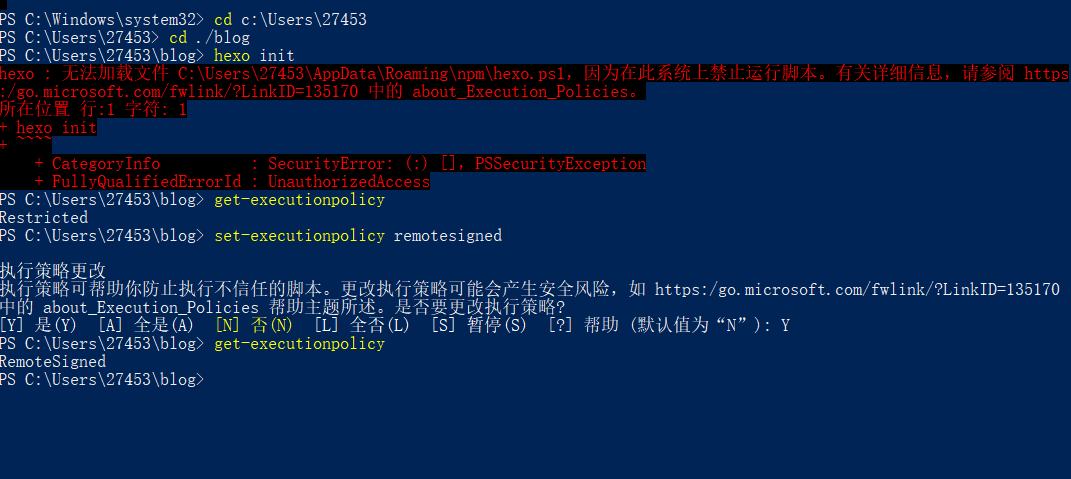 PS C:\Windows\system32> cd c:\Users\27453
PS C:\Users\27453> cd ./blog
PS C:\Users\27453\blog> hexo init
hexo : 无法加载文件 C:\Users\27453\AppData\Roaming\npm\hexo.ps1，因为在此系统上禁止运行脚本。有关详细信息，请参阅 https
:/go.microsoft.com/fwlink/?LinkID=135170 中的 about_Execution_Policies。
所在位置 行:1 字符: 1
+ hexo init
+ ~~~~
    + CategoryInfo          : SecurityError: (:) []，PSSecurityException
    + FullyQualifiedErrorId : UnauthorizedAccess
PS C:\Users\27453\blog> get-executionpolicy
Restricted
PS C:\Users\27453\blog> set-executionpolicy remotesigned
执行策略更改
执行策略可帮助你防止执行不信任的脚本。更改执行策略可能会产生安全风险，如 https:/go.microsoft.com/fwlink/?LinkID=135170
中的 about_Execution_Policies 帮助主题所述。是否要更改执行策略?
[Y] 是(Y)  [A] 全是(A)  [N] 否(N)  [L] 全否(L)  [S] 暂停(S)  [?] 帮助 (默认值为“N”): Y
PS C:\Users\27453\blog> get-executionpolicy
RemoteSigned
PS C:\Users\27453\blog>